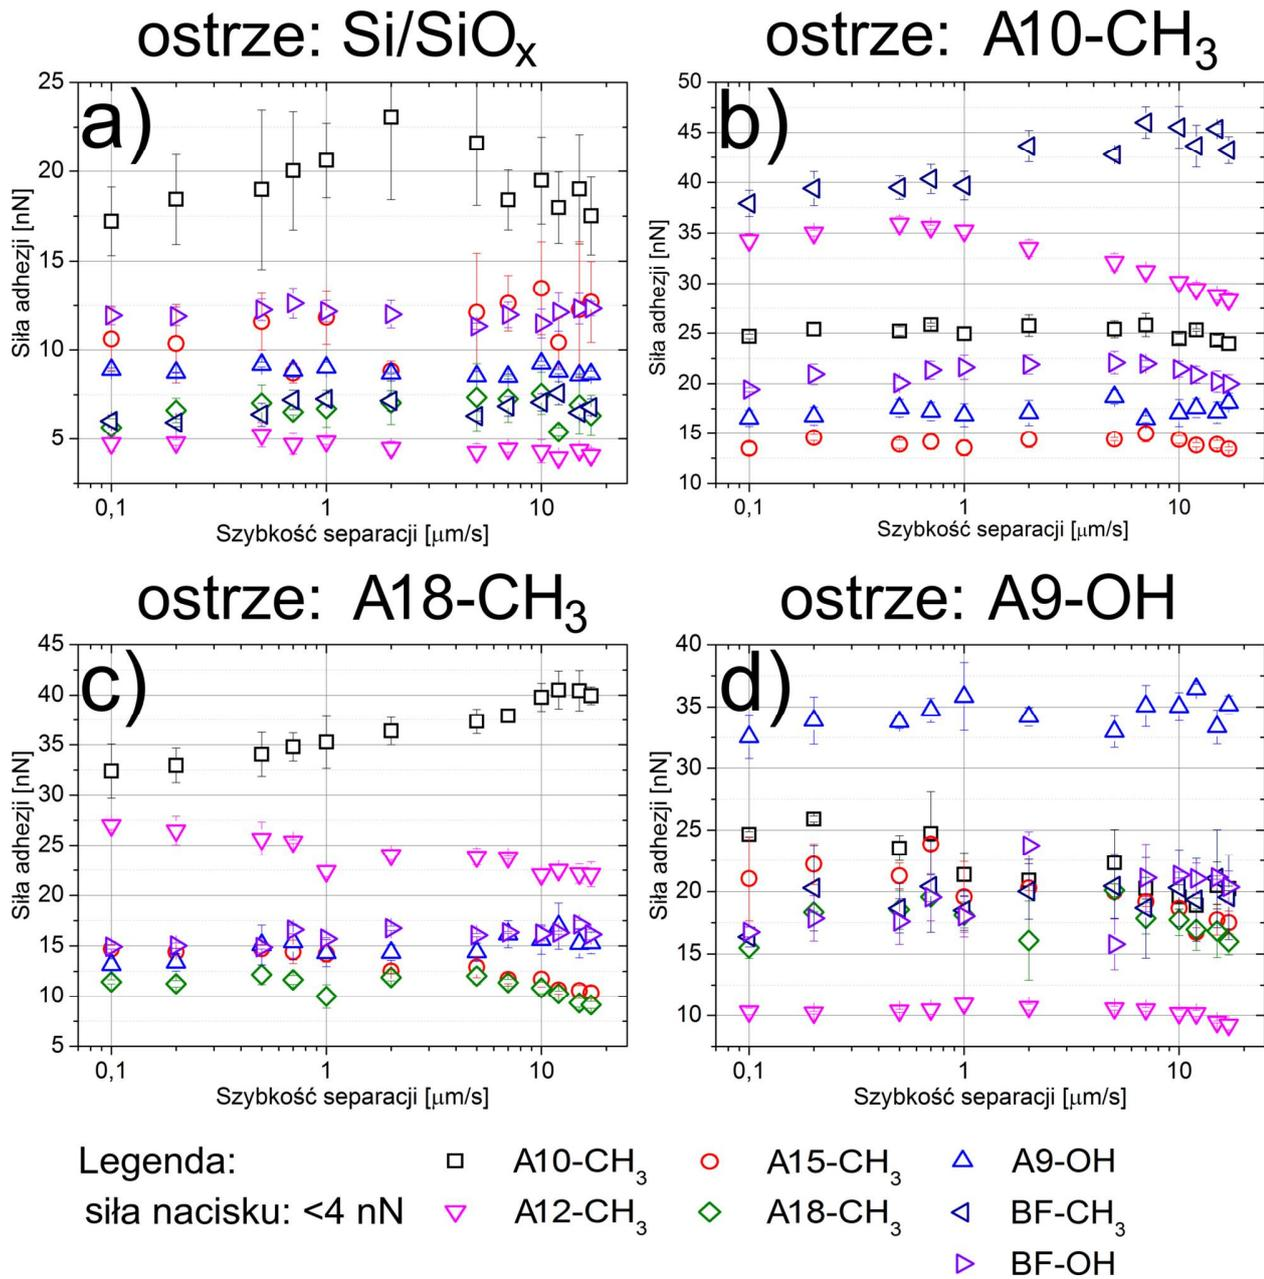 ostrze: Si/SiOₓ
a)
25
20
15
10
5
Siła adhezji [nN]
0,1 1 10
Szybkość separacji [μm/s]
ostrze: A10-CH₃
b)
50
45
40
35
30
25
20
15
10
Siła adhezji [nN]
0,1 1 10
Szybkość separacji [μm/s]
ostrze: A18-CH₃
c)
45
40
35
30
25
20
15
10
5
Siła adhezji [nN]
0,1 1 10
Szybkość separacji [μm/s]
ostrze: A9-OH
d)
40
35
30
25
20
15
10
Siła adhezji [nN]
0,1 1 10
Szybkość separacji [μm/s]
Legenda: A10-CH₃ A15-CH₃ A9-OH
siła nacisku: <4 nN A12-CH₃ A18-CH₃ BF-CH₃
BF-OH